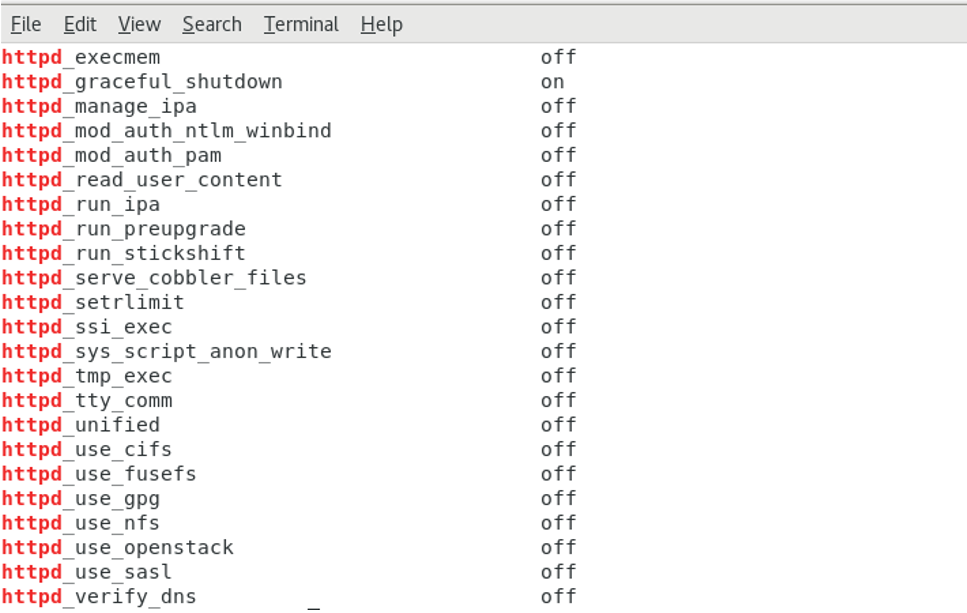 File Edit View Search Terminal Help
httpd_execmem off
httpd_graceful_shutdown on
httpd_manage_ipa off
httpd_mod_auth_ntlm_winbind off
httpd_mod_auth_pam off
httpd_read_user_content off
httpd_run_ipa off
httpd_run_preupgrade off
httpd_run_stickshift off
httpd_serve_cobbler_files off
httpd_setrlimit off
httpd_ssi_exec off
httpd_sys_script_anon_write off
httpd_tmp_exec off
httpd_tty_comm off
httpd_unified off
httpd_use_cifs off
httpd_use_fusefs off
httpd_use_gpg off
httpd_use_nfs off
httpd_use_openstack off
httpd_use_sasl off
httpd_verify_dns off